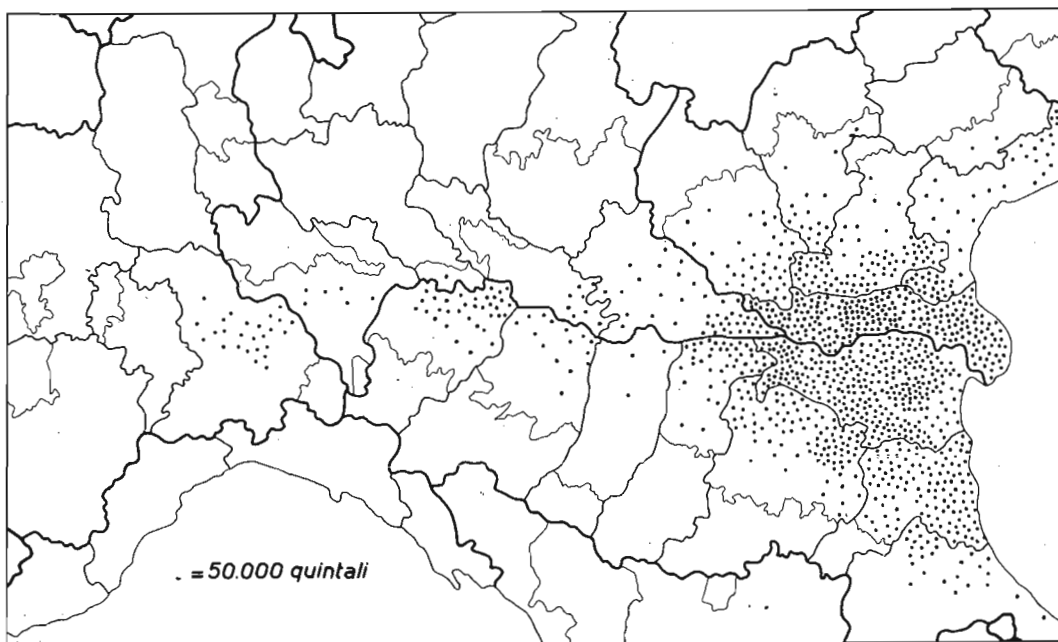 . = 50.000 quintali